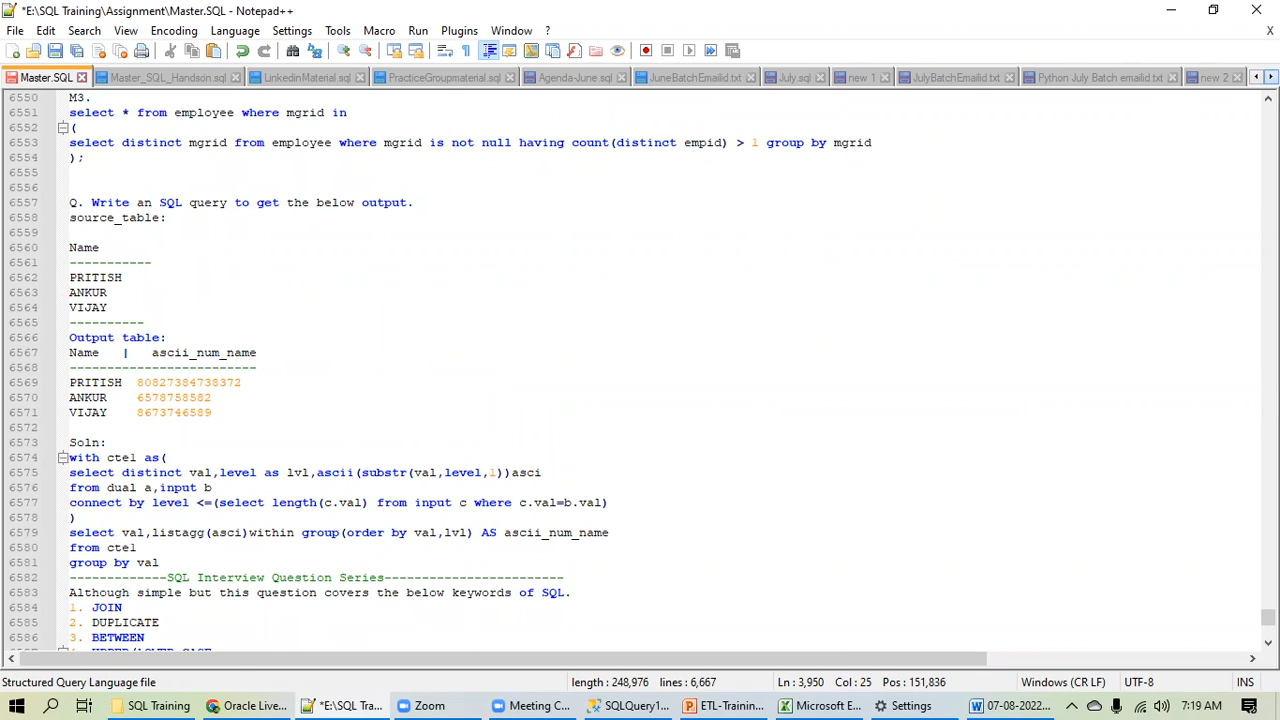 *E:\SQL Training\Assignment\Master.SQL - Notepad++
File Edit Search View Encoding Language Settings Tools Macro Run Plugins Window ? X
Master.SQL Master_SQL_Handson.sql LinkedinMaterial.sql PracticeGroupmaterial.sql Agenda-June.sql JuneBatchEmailid.txt July.sql new 1 JulyBatchEmailid.txt Python July Batch emailid.txt new 2
6550 M3.
6551 select * from employee where mgrid in
6552 (
6553 select distinct mgrid from employee where mgrid is not null having count(distinct empid) > 1 group by mgrid
6554 );
6555
6556
6557 Q. Write an SQL query to get the below output.
6558 source_table:
6559
6560 Name
6561 -----------
6562 PRITISH
6563 ANKUR
6564 VIJAY
6565 ----------
6566 Output table:
6567 Name | ascii_num_name
6568 -------------------------
6569 PRITISH 80827384738372
6570 ANKUR 6578758582
6571 VIJAY 8673746589
6572
6573 Soln:
6574 with cte1 as(
6575 select distinct val,level as lvl,ascii(substr(val,level,1))asci
6576 from dual a,input b
6577 connect by level <=(select length(c.val) from input c where c.val=b.val)
6578 )
6579 select val,listagg(asci)within group(order by val,lvl) AS ascii_num_name
6580 from cte1
6581 group by val
6582 -------------SQL Interview Question Series------------------------
6583 Although simple but this question covers the below keywords of SQL.
6584 1. JOIN
6585 2. DUPLICATE
6586 3. BETWEEN
Structured Query Language file length : 248,976 lines : 6,667 Ln : 3,950 Col : 25 Pos : 151,836 Windows (CR LF) UTF-8 INS
SQL Training Oracle Live... *E:\SQL Tra... Zoom Meeting C... SQLQuery1... ETL-Training... Microsoft E... Settings 07-08-2022... 7:19 AM